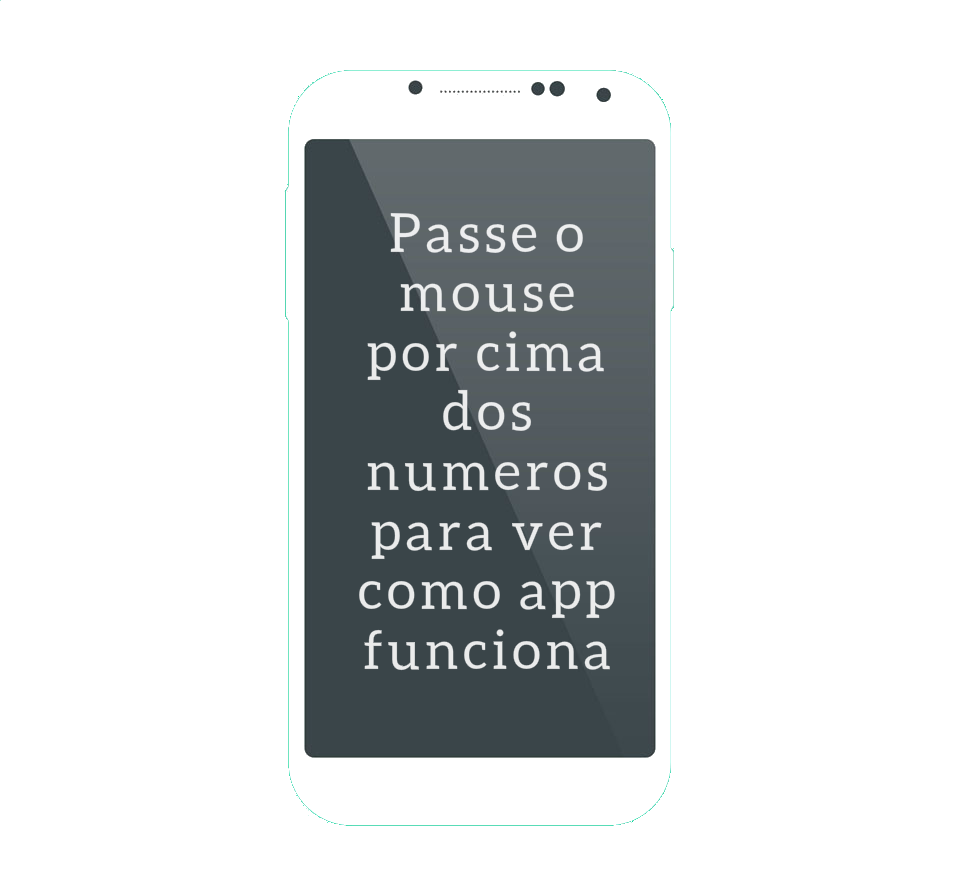 Passe o
mouse
por cima
dos
numeros
para ver
como app
funciona